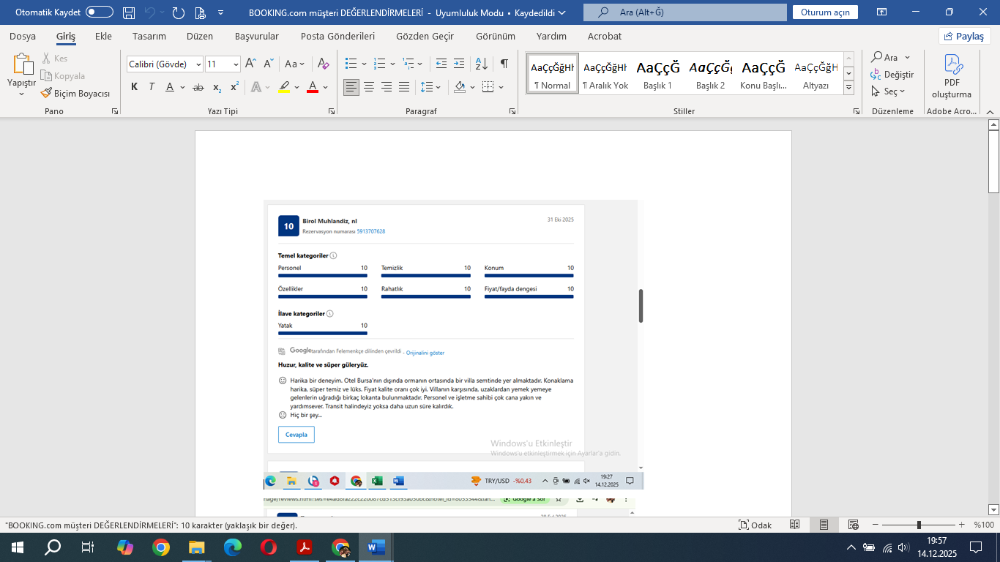 Otomatik Kaydet
BOOKING.com müşteri DEĞERLENDİRMELERİ - Uyumluluk Modu • Kaydedildi
Ara (Alt+Ğ)
Oturum açın
Dosya Giriş Ekle Tasarım Düzen Başvurular Posta Gönderileri Gözden Geçir Görünüm Yardım Acrobat
Paylaş
Yapıştır
Kes
Kopyala
Biçim Boyacısı
Pano
Calibri (Gövde) 11
Yazı Tipi
Paragraf
AaÇçĞğHł AaÇçĞğHł AaÇçĞ AaÇçĞ AaÇçĞ AaÇçĞğH
¶ Normal ¶ Aralık Yok Başlık 1 Başlık 2 Konu Başlı... Altyazı
Stiller
Ara
Değiştir
Seç
Düzenleme
PDF
oluşturma
Adobe Acro...
10
Birol Muhlandiz, nl
31 Eki 2025
Rezervasyon numarası 5913707628
Temel kategoriler
Personel 10 Temizlik 10 Konum 10
Özellikler 10 Rahatlık 10 Fiyat/fayda dengesi 10
İlave kategoriler
Yatak 10
Google tarafından Felemenkçe dilinden çevrildi - Orijinalini göster
Huzur, kalite ve süper güleryüz.
Harika bir deneyim. Otel Bursa'nın dışında ormanın ortasında bir villa semtinde yer almaktadır. Konaklama
harika, süper temiz ve lüks. Fiyat kalite oranı çok iyi. Villanın karşısında, uzaklardan yemek yemeye
gelenlerin uğradığı birkaç lokanta bulunmaktadır. Personel ve işletme sahibi çok cana yakın ve
yardımsever. Transit halindeyiz yoksa daha uzun süre kalırdık.
Hiç bir şey...
Cevapla
Windows'u Etkinleştir
Windows'u etkinleştirmek için Ayarlar'a gidin.
TRY/USD -%0,43
19:27
14.12.2025
Google'a Sor
"BOOKING.com müşteri DEĞERLENDİRMELERİ": 10 karakter (yaklaşık bir değer).
Odak
%100
19:57
14.12.2025